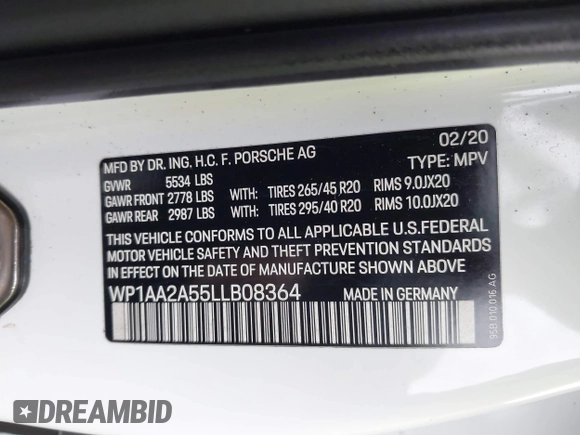 MFD BY DR. ING. H.C. F. PORSCHE AG 02/20
GVWR 5534 LBS TYPE: MPV
GAWR FRONT 2778 LBS WITH: TIRES 265/45 R20 RIMS 9.0JX20
GAWR REAR 2987 LBS WITH: TIRES 295/40 R20 RIMS 10.0JX20
THIS VEHICLE CONFORMS TO ALL APPLICABLE U.S.FEDERAL
MOTOR VEHICLE SAFETY AND THEFT PREVENTION STANDARDS
IN EFFECT ON THE DATE OF MANUFACTURE SHOWN ABOVE
WP1AA2A55LLB08364 MADE IN GERMANY
95B.010.016.AG
DREAMBID